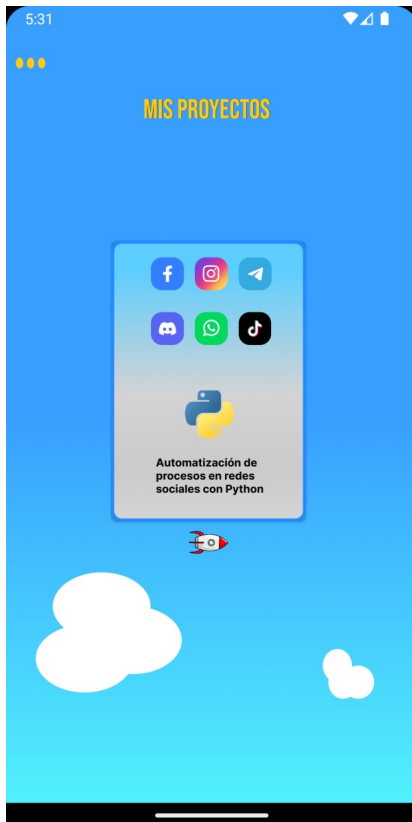 5:31
MIS PROYECTOS
Automatización de
procesos en redes
sociales con Python